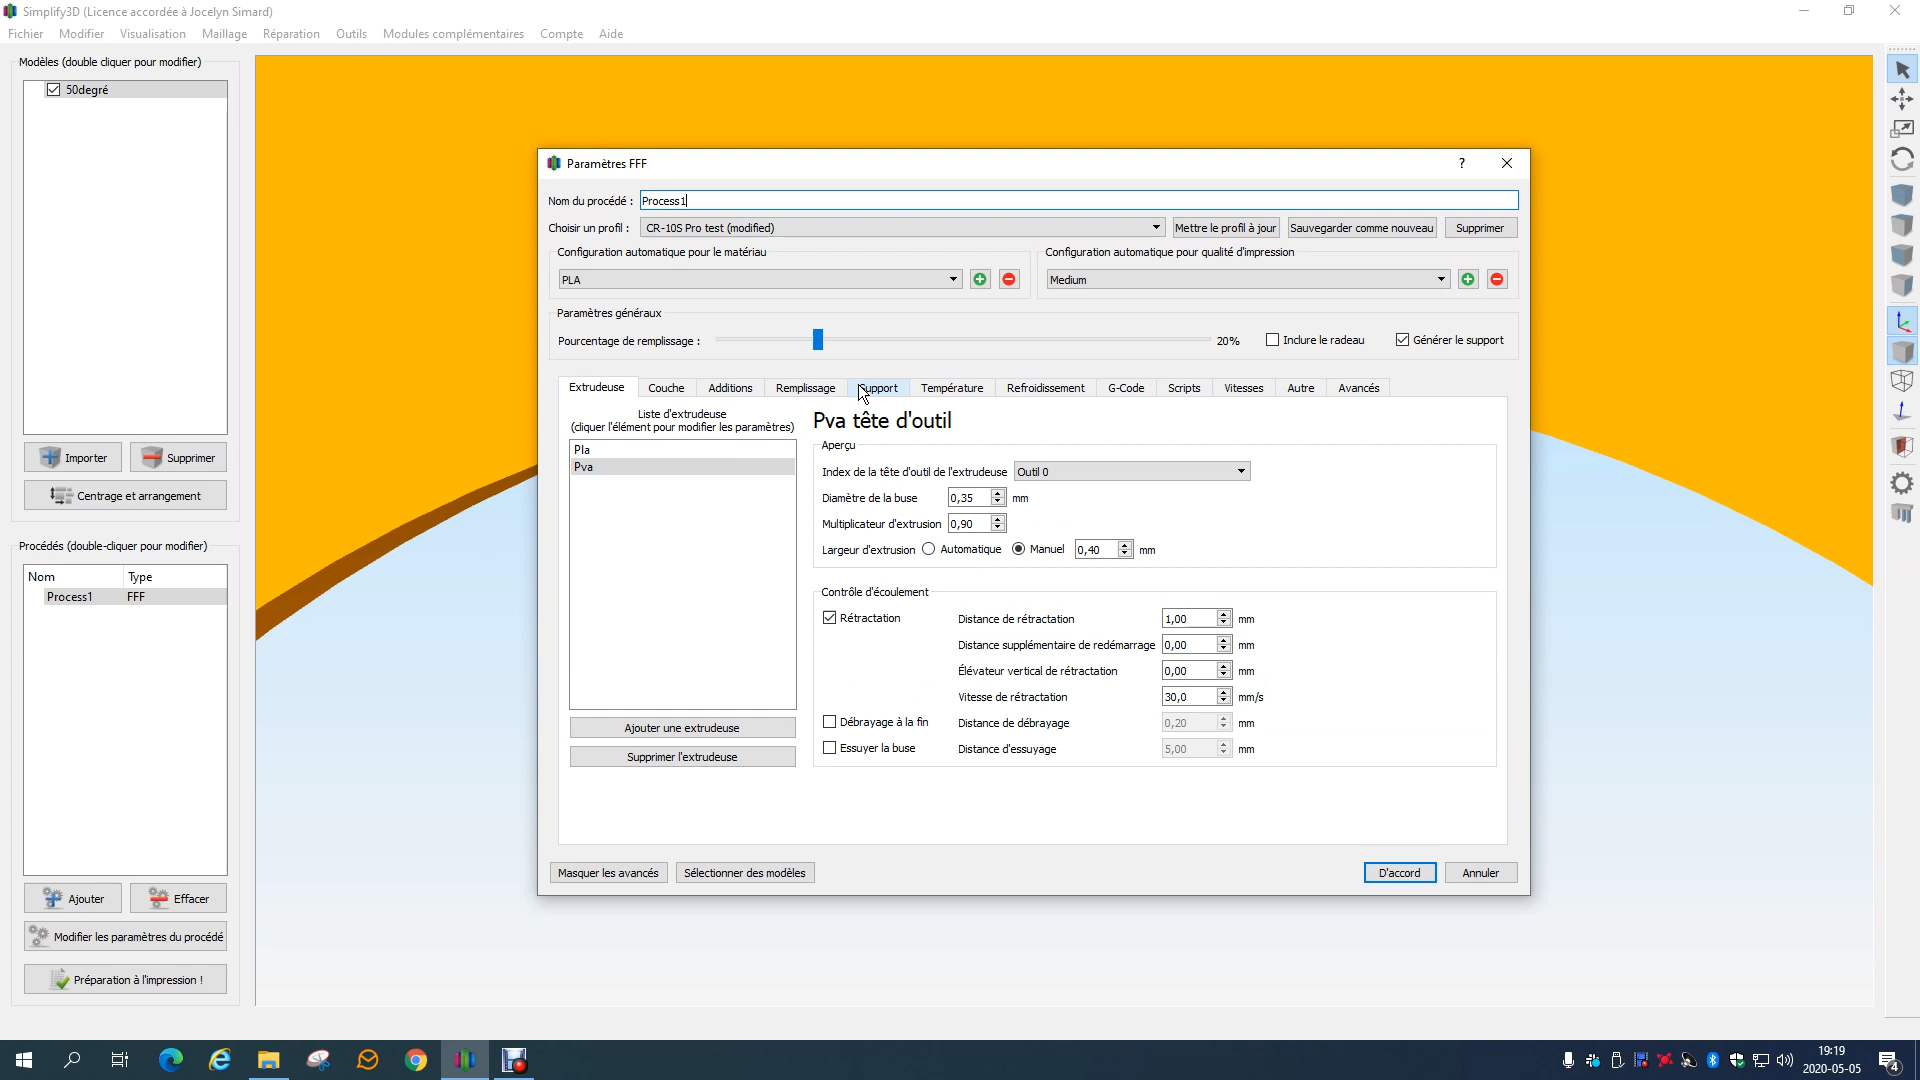 Simplify3D (Licence accordée à Jocelyn Simard)
Fichier Modifier Visualisation Maillage Réparation Outils Modules complémentaires Compte Aide
Modèles (double cliquer pour modifier)
50degré
Importer Supprimer
Centrage et arrangement
Procédés (double-cliquer pour modifier)
Nom Type
Process1 FFF
Ajouter Effacer
Modifier les paramètres du procédé
Préparation à l'impression !
Paramètres FFF ?
Nom du procédé : Process1
Choisir un profil : CR-10S Pro test (modified) Mettre le profil à jour Sauvegarder comme nouveau Supprimer
Configuration automatique pour le matériau Configuration automatique pour qualité d'impression
PLA Medium
Paramètres généraux
Pourcentage de remplissage : 20% Inclure le radeau Générer le support
Extrudeuse Couche Additions Remplissage Support Température Refroidissement G-Code Scripts Vitesses Autre Avancés
Liste d'extrudeuse
(cliquer l'élément pour modifier les paramètres)
Pla
Pva
Ajouter une extrudeuse
Supprimer l'extrudeuse
Pva tête d'outil
Aperçu
Index de la tête d'outil de l'extrudeuse Outil 0
Diamètre de la buse 0,35 mm
Multiplicateur d'extrusion 0,90
Largeur d'extrusion Automatique Manuel 0,40 mm
Contrôle d'écoulement
Rétractation Distance de rétractation 1,00 mm
Distance supplémentaire de redémarrage 0,00 mm
Élévateur vertical de rétractation 0,00 mm
Vitesse de rétractation 30,0 mm/s
Débrayage à la fin Distance de débrayage 0,20 mm
Essuyer la buse Distance d'essuyage 5,00 mm
Masquer les avancés Sélectionner des modèles D'accord Annuler
19:19
2020-05-05
4